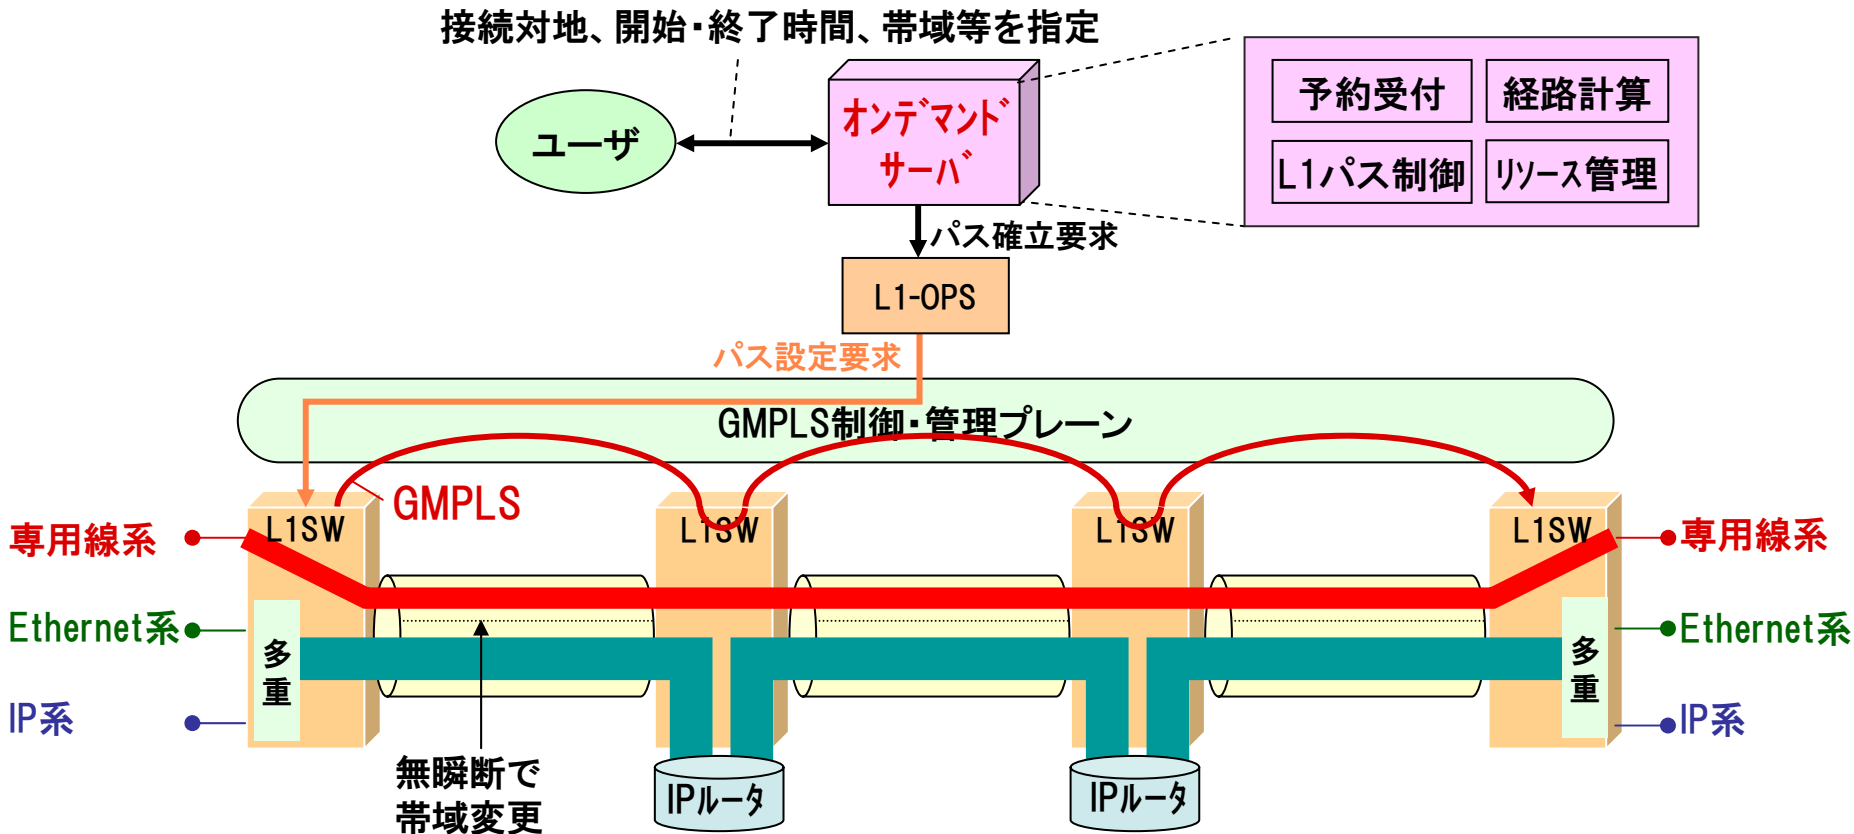 接続対地、開始・終了時間、帯域等を指定
ユーザ
オンデマンド
サーバ
予約受付
経路計算
L1パス制御
リソース管理
パス確立要求
L1-OPS
パス設定要求
GMPLS制御・管理プレーン
GMPLS
L1SW
L1SW
L1SW
L1SW
専用線系
専用線系
Ethernet系
Ethernet系
多
重
多
重
IP系
IP系
無瞬断で
帯域変更
IPルータ
IPルータ